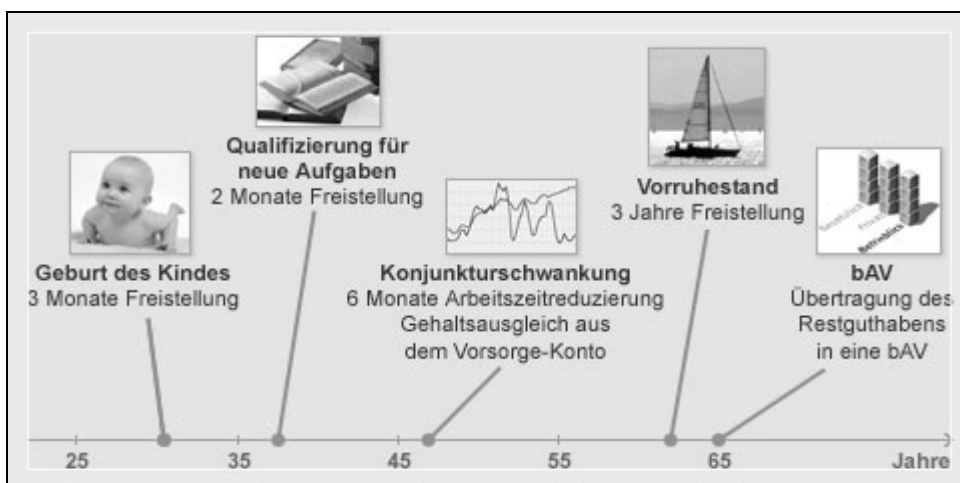 Qualifizierung für
neue Aufgaben
2 Monate Freistellung
Vorruhestand
3 Jahre Freistellung
Geburt des Kindes
3 Monate Freistellung
Konjunkturschwankung
6 Monate Arbeitszeitreduzierung
Gehaltsausgleich aus
dem Vorsorge-Konto
Betrieblich
bAV
Übertragung des
Restguthabens
in eine bAV
25 35 45 55 65 Jahre